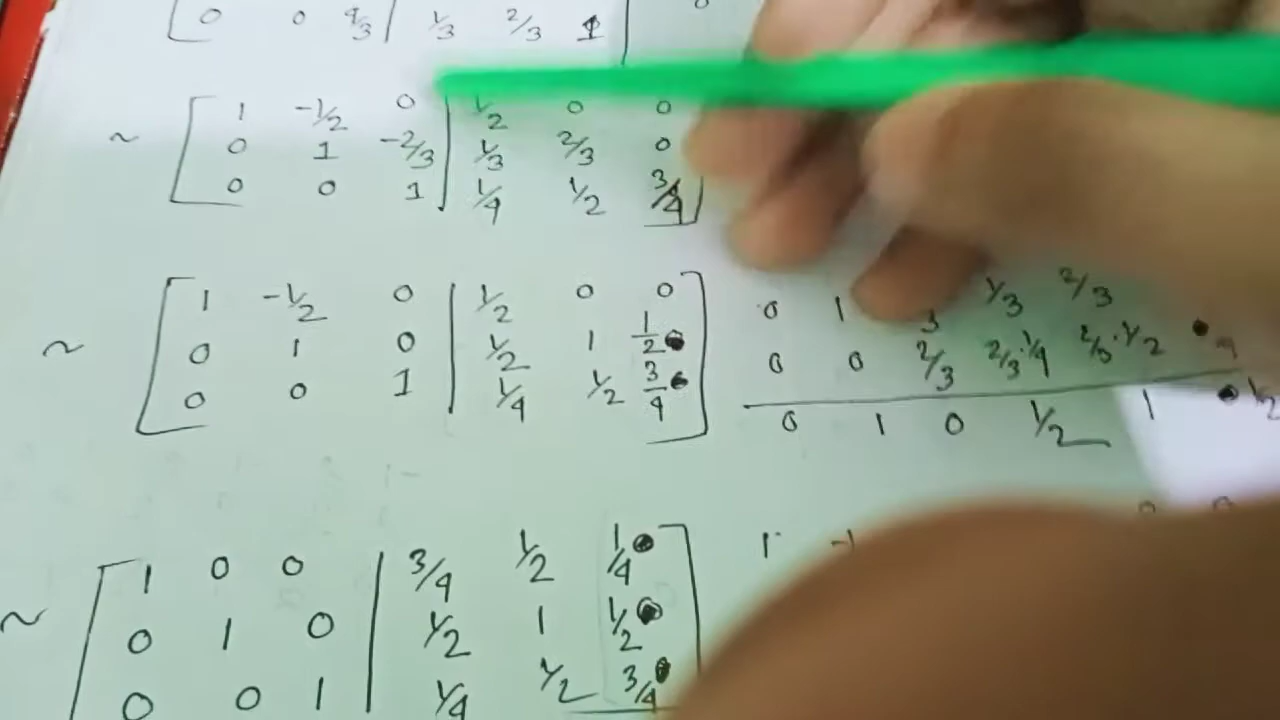 0 0 4/3 | 1/3 2/3 1
~ [ 1 -1/2 0 | 1/2 0 0
0 1 -2/3 | 1/3 2/3 0
0 0 1 | 1/4 1/2 3/4 ]
~ [ 1 -1/2 0 | 1/2 0 0 ]
0 1 0 | 1/2 1 1/2
0 0 1 | 1/4 1/2 3/4
0 1 3 1/3 2/3
0 0 2/3 2/3·1/4 2/3·1/2
0 1 0 1/2 1 1/2
~ [ 1 0 0 | 3/4 1/2 1/4 ]
0 1 0 | 1/2 1 1/2
0 0 1 | 1/4 1/2 3/4
1 -1